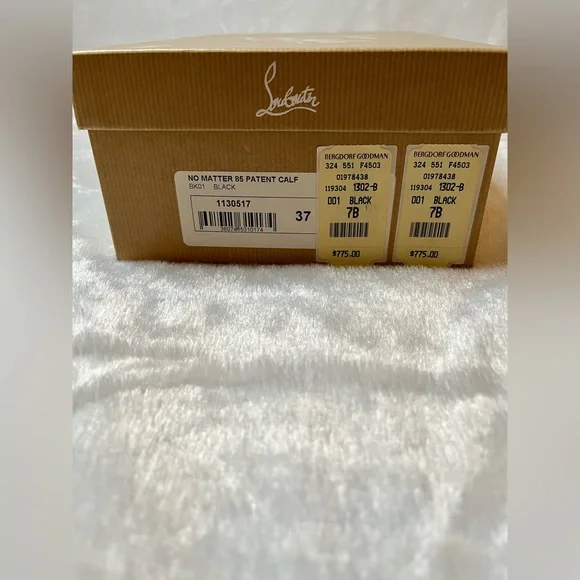 Louboutin
NO MATTER 85 PATENT CALF
BK01 BLACK
1130517
37
BERGDORF GOODMAN
324 551 F4503
01978438
119304 1302-B
001 BLACK
7B
$775.00
BERGDORF GOODMAN
324 551 F4503
01978438
119304 1302-B
001 BLACK
7B
$775.00